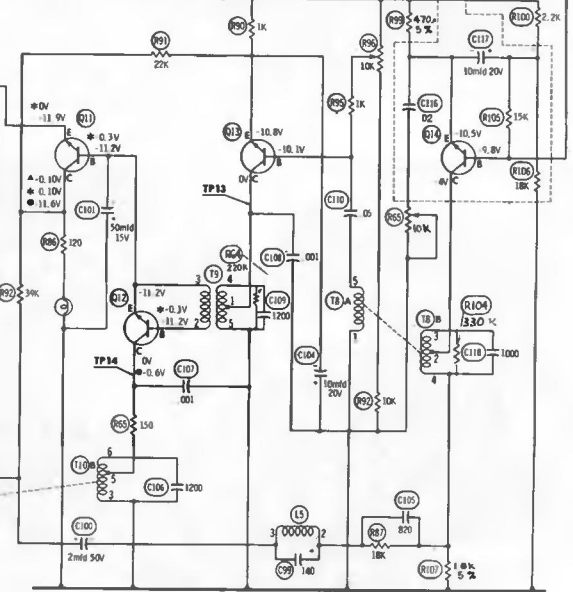 R90
1K
R91
22K
R96
10K
R99
470
5%
C117
10mfd 20V
R100
2.2K
*0V
-11.9V
Q11
E
* 0.3V
-11.2V
B
C
▲-0.10V
* 0.10V
●-11.6V
C101
50mfd
15V
R86
120
Q13
E
-10.8V
-10.1V
B
0V
C
TP13
R95
1K
C110
.05
C116
02
Q14
E
-10.5V
-9.8V
B
C
R105
15K
R106
18K
R65
10K
R64
220K
C108
.001
R92
39K
T9
3
2
4
1
5
C109
1200
Q12
E
-11.2V
*-0.3V
-11.2V
B
C
0V
●-0.6V
TP14
C107
.001
C104
10mfd
20V
T8A
5
1
R92
10K
T8B
3
2
4
R104
330 K
C118
1000
R65
150
T10B
6
5
3
C106
1200
C100
2mfd 50V
L5
3
2
C99
140
C105
820
R87
18K
R107
1.8K
5%